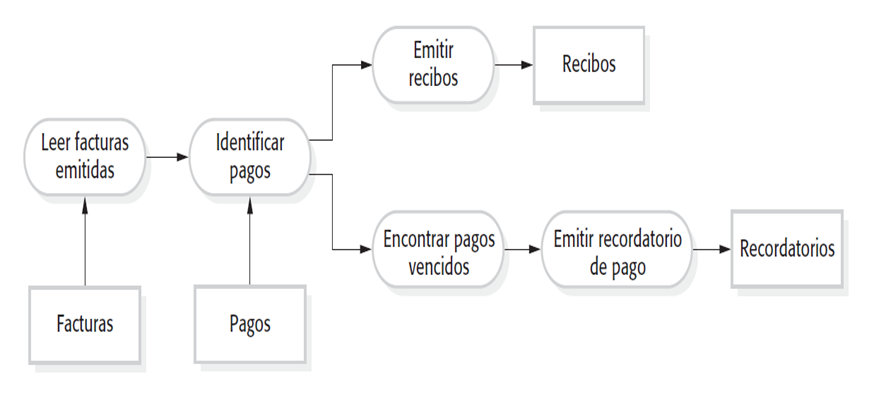 Emitir
recibos
Recibos
Leer facturas
emitidas
Identificar
pagos
Encontrar pagos
vencidos
Emitir recordatorio
de pago
Recordatorios
Facturas
Pagos